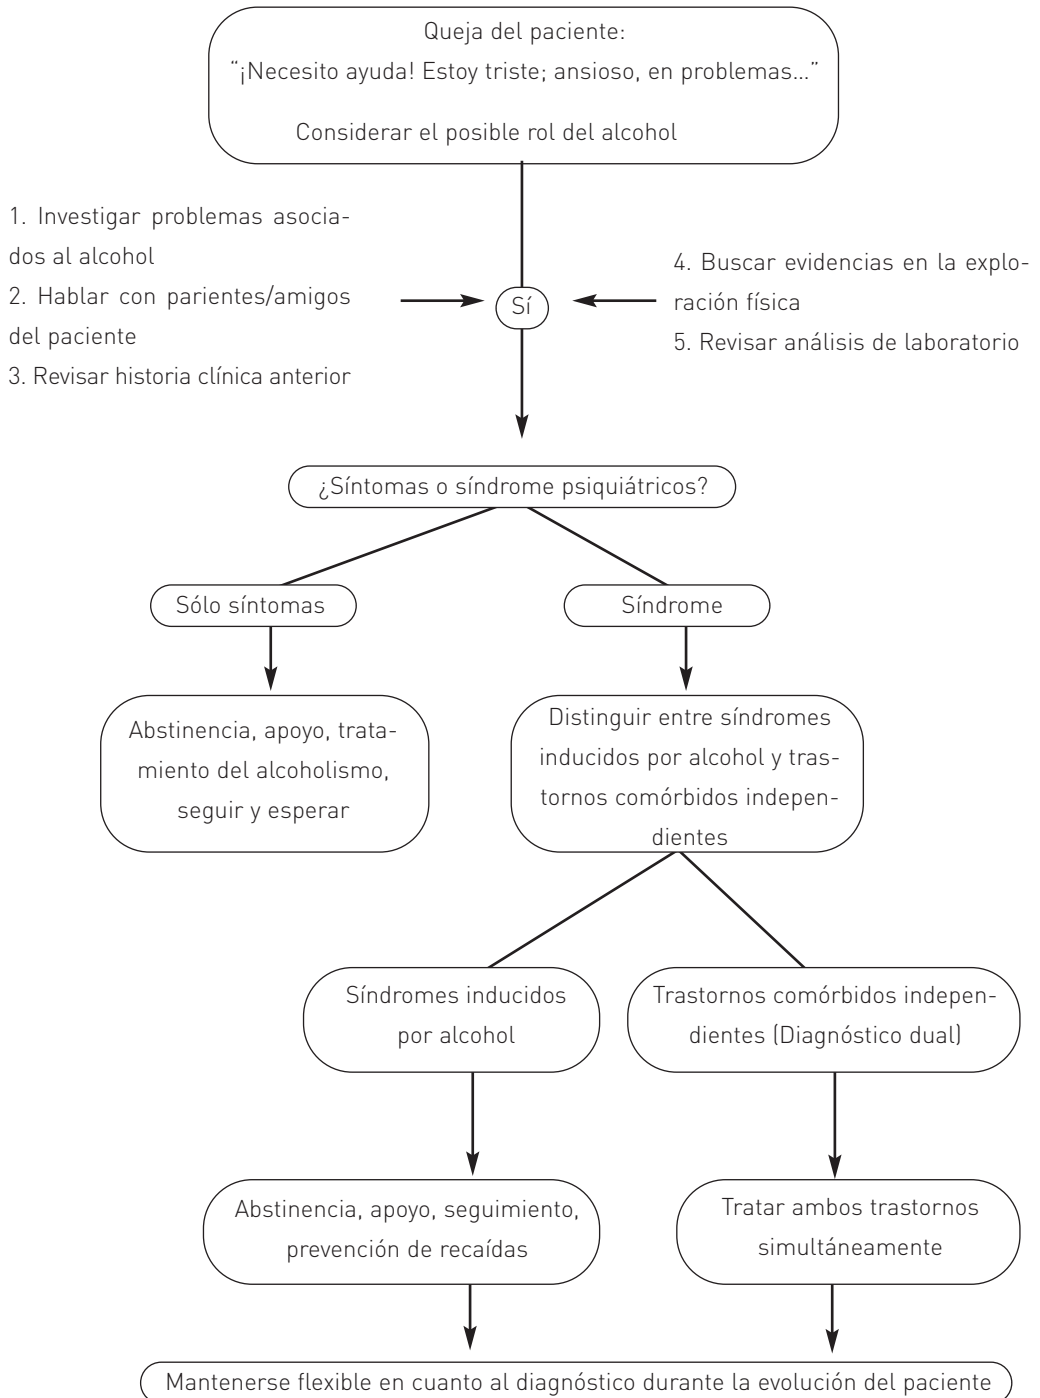 Queja del paciente:
“¡Necesito ayuda! Estoy triste; ansioso, en problemas...”
Considerar el posible rol del alcohol
1. Investigar problemas asocia-
dos al alcohol
2. Hablar con parientes/amigos
del paciente
3. Revisar historia clínica anterior
Sí
4. Buscar evidencias en la explo-
ración física
5. Revisar análisis de laboratorio
¿Síntomas o síndrome psiquiátricos?
Sólo síntomas
Síndrome
Abstinencia, apoyo, trata-
miento del alcoholismo,
seguir y esperar
Distinguir entre síndromes
inducidos por alcohol y tras-
tornos comórbidos indepen-
dientes
Síndromes inducidos
por alcohol
Trastornos comórbidos indepen-
dientes (Diagnóstico dual)
Abstinencia, apoyo, seguimiento,
prevención de recaídas
Tratar ambos trastornos
simultáneamente
Mantenerse flexible en cuanto al diagnóstico durante la evolución del paciente